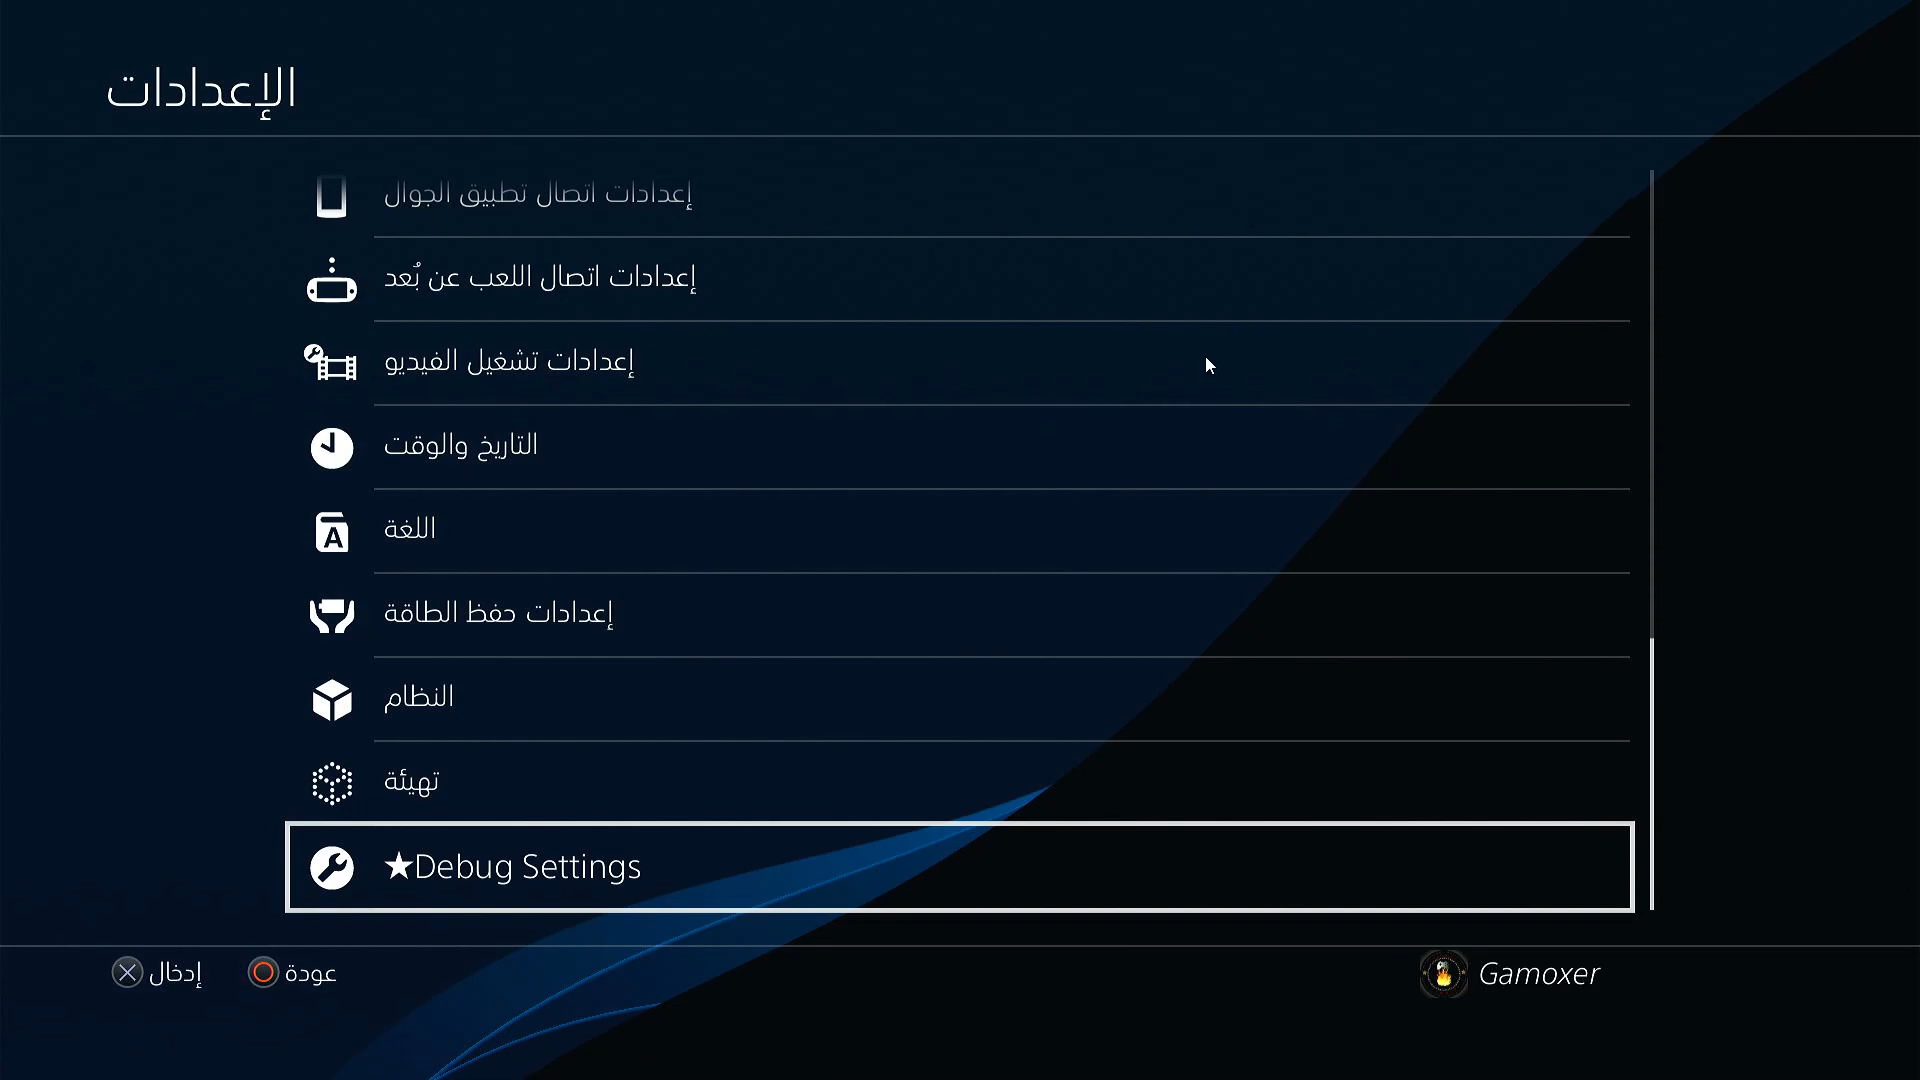 الإعدادات
إعدادات اتصال تطبيق الجوال
إعدادات اتصال اللعب عن بُعد
إعدادات تشغيل الفيديو
التاريخ والوقت
اللغة
إعدادات حفظ الطاقة
النظام
تهيئة
★Debug Settings
إدخال
عودة
Gamoxer